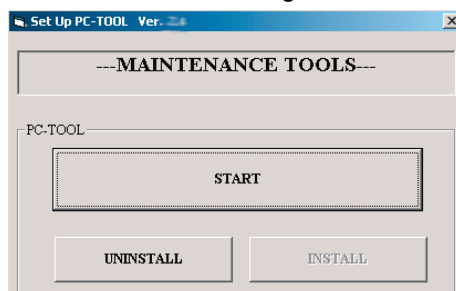 Set Up PC-TOOL Ver.
---MAINTENANCE TOOLS---
PC-TOOL
START
UNINSTALL INSTALL